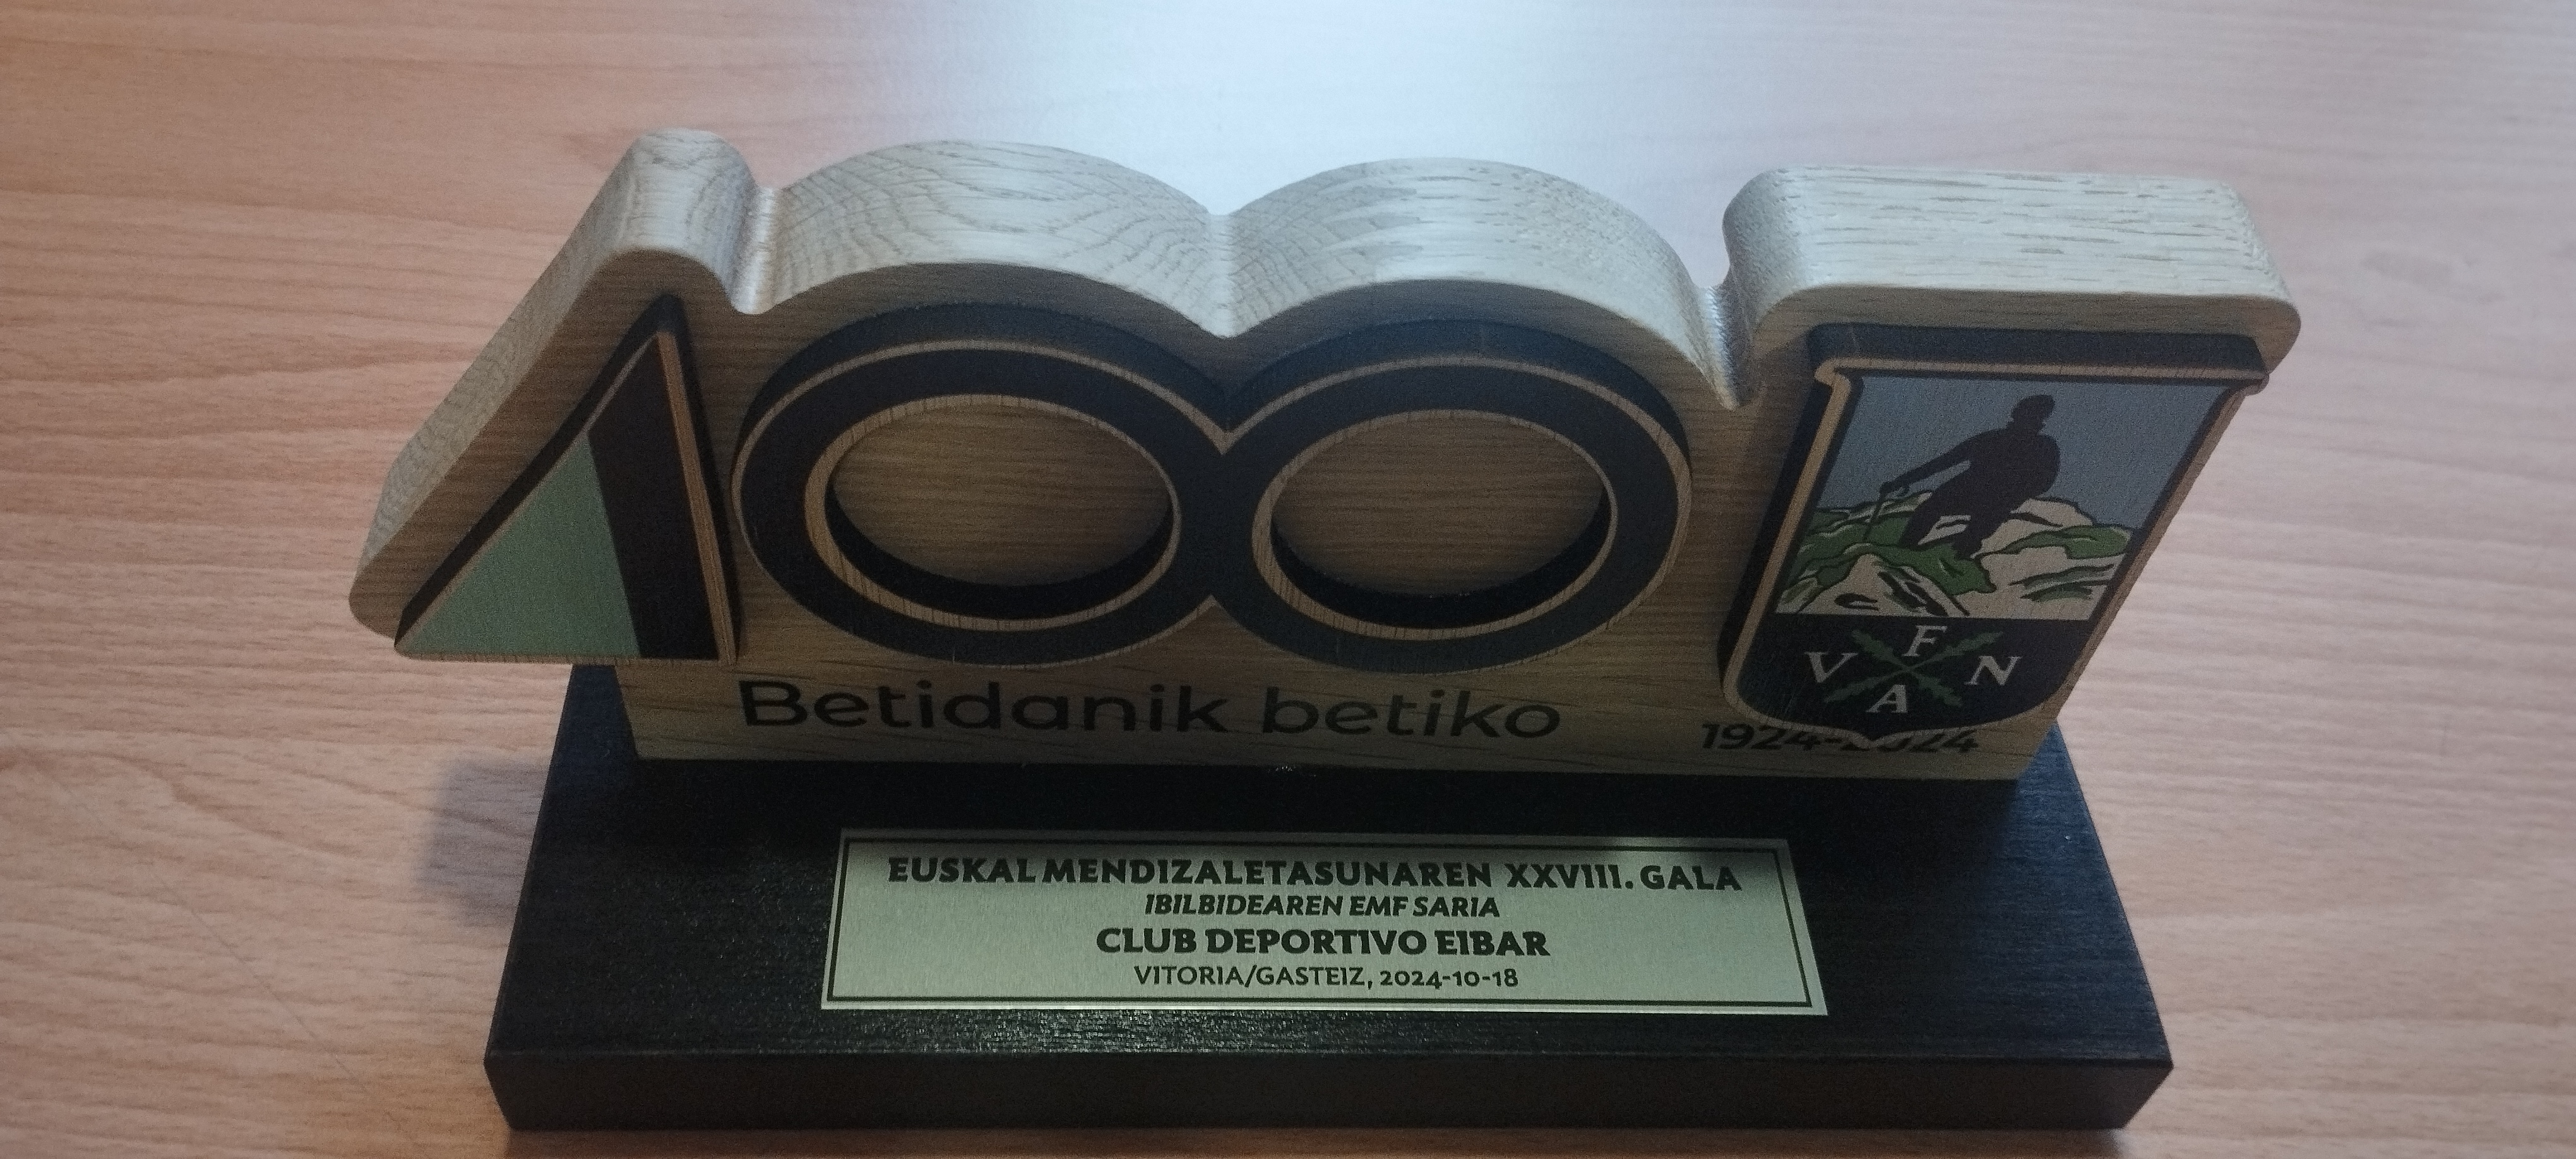 100
Betidanik betiko
F
V N
A
1924-2024
EUSKAL MENDIZALETASUNAREN XXVIII. GALA
IBILBIDEAREN EMF SARIA
CLUB DEPORTIVO EIBAR
VITORIA/GASTEIZ, 2024-10-18